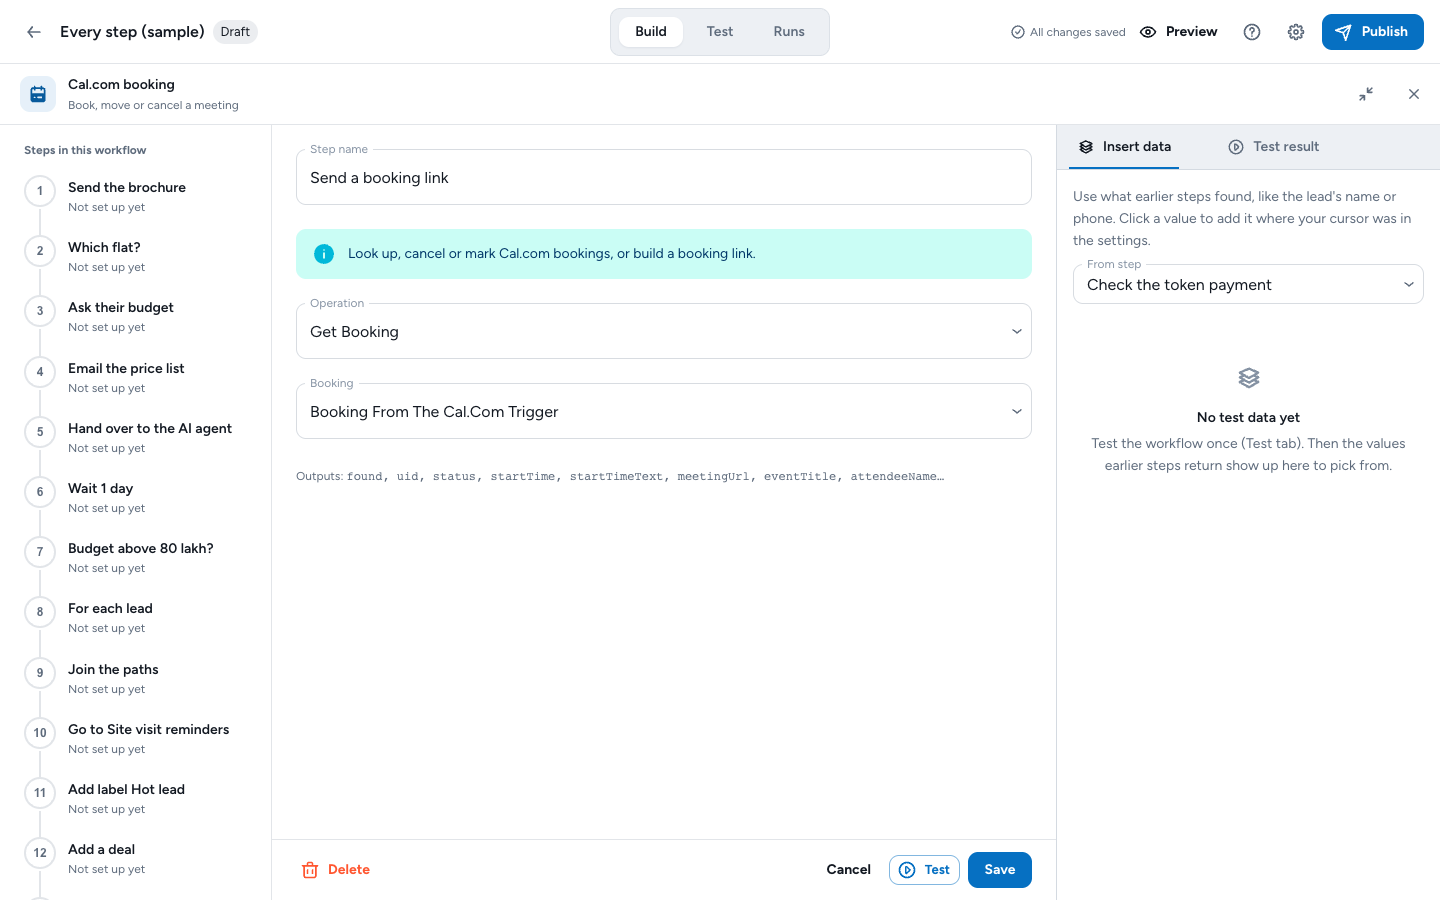 Every step (sample)
Draft
Build
Test
Runs
All changes saved
Preview
Publish
Cal.com booking
Book, move or cancel a meeting
Steps in this workflow
1
Send the brochure
Not set up yet
2
Which flat?
Not set up yet
3
Ask their budget
Not set up yet
4
Email the price list
Not set up yet
5
Hand over to the AI agent
Not set up yet
6
Wait 1 day
Not set up yet
7
Budget above 80 lakh?
Not set up yet
8
For each lead
Not set up yet
9
Join the paths
Not set up yet
10
Go to Site visit reminders
Not set up yet
11
Add label Hot lead
Not set up yet
12
Add a deal
Not set up yet
Step name
Send a booking link
Look up, cancel or mark Cal.com bookings, or build a booking link.
Operation
Get Booking
Booking
Booking From The Cal.Com Trigger
Outputs: found, uid, status, startTime, startTimeText, meetingUrl, eventTitle, attendeeName…
Delete
Cancel
Test
Save
Insert data
Test result
Use what earlier steps found, like the lead's name or
phone. Click a value to add it where your cursor was in
the settings.
From step
Check the token payment
No test data yet
Test the workflow once (Test tab). Then the values
earlier steps return show up here to pick from.